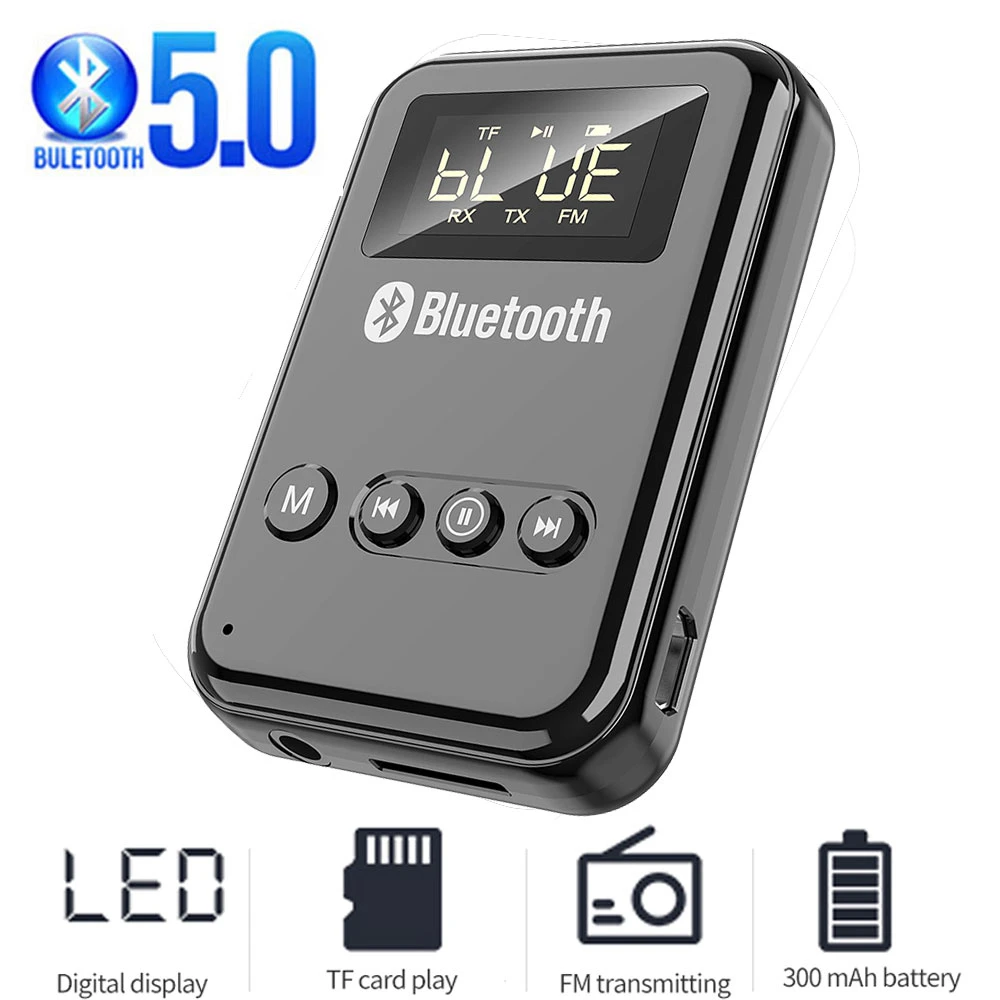 5.0
BULETOOTH
TF
bLUE
RX TX FM
Bluetooth
M
LED
Digital display
TF card play
FM transmitting
300 mAh battery